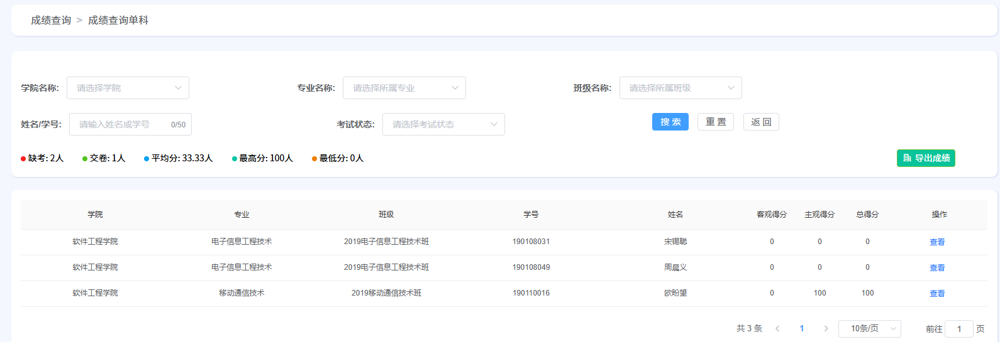 成绩查询 > 成绩查询单科
学院名称: 请选择学院 专业名称: 请选择所属专业 班级名称: 请选择所属班级
姓名/学号: 请输入姓名或学号 0/50 考试状态: 请选择考试状态 搜 索 重 置 返 回
缺考: 2人 交卷: 1人 平均分: 33.33人 最高分: 100人 最低分: 0人 导出成绩
学院 专业 班级 学号 姓名 客观得分 主观得分 总得分 操作
软件工程学院 电子信息工程技术 2019电子信息工程技术班 190108031 宋锡聪 0 0 0 查看
软件工程学院 电子信息工程技术 2019电子信息工程技术班 190108049 周晨义 0 0 0 查看
软件工程学院 移动通信技术 2019移动通信技术班 190110016 欧盼望 0 100 100 查看
共 3 条 1 10条/页 前往 1 页